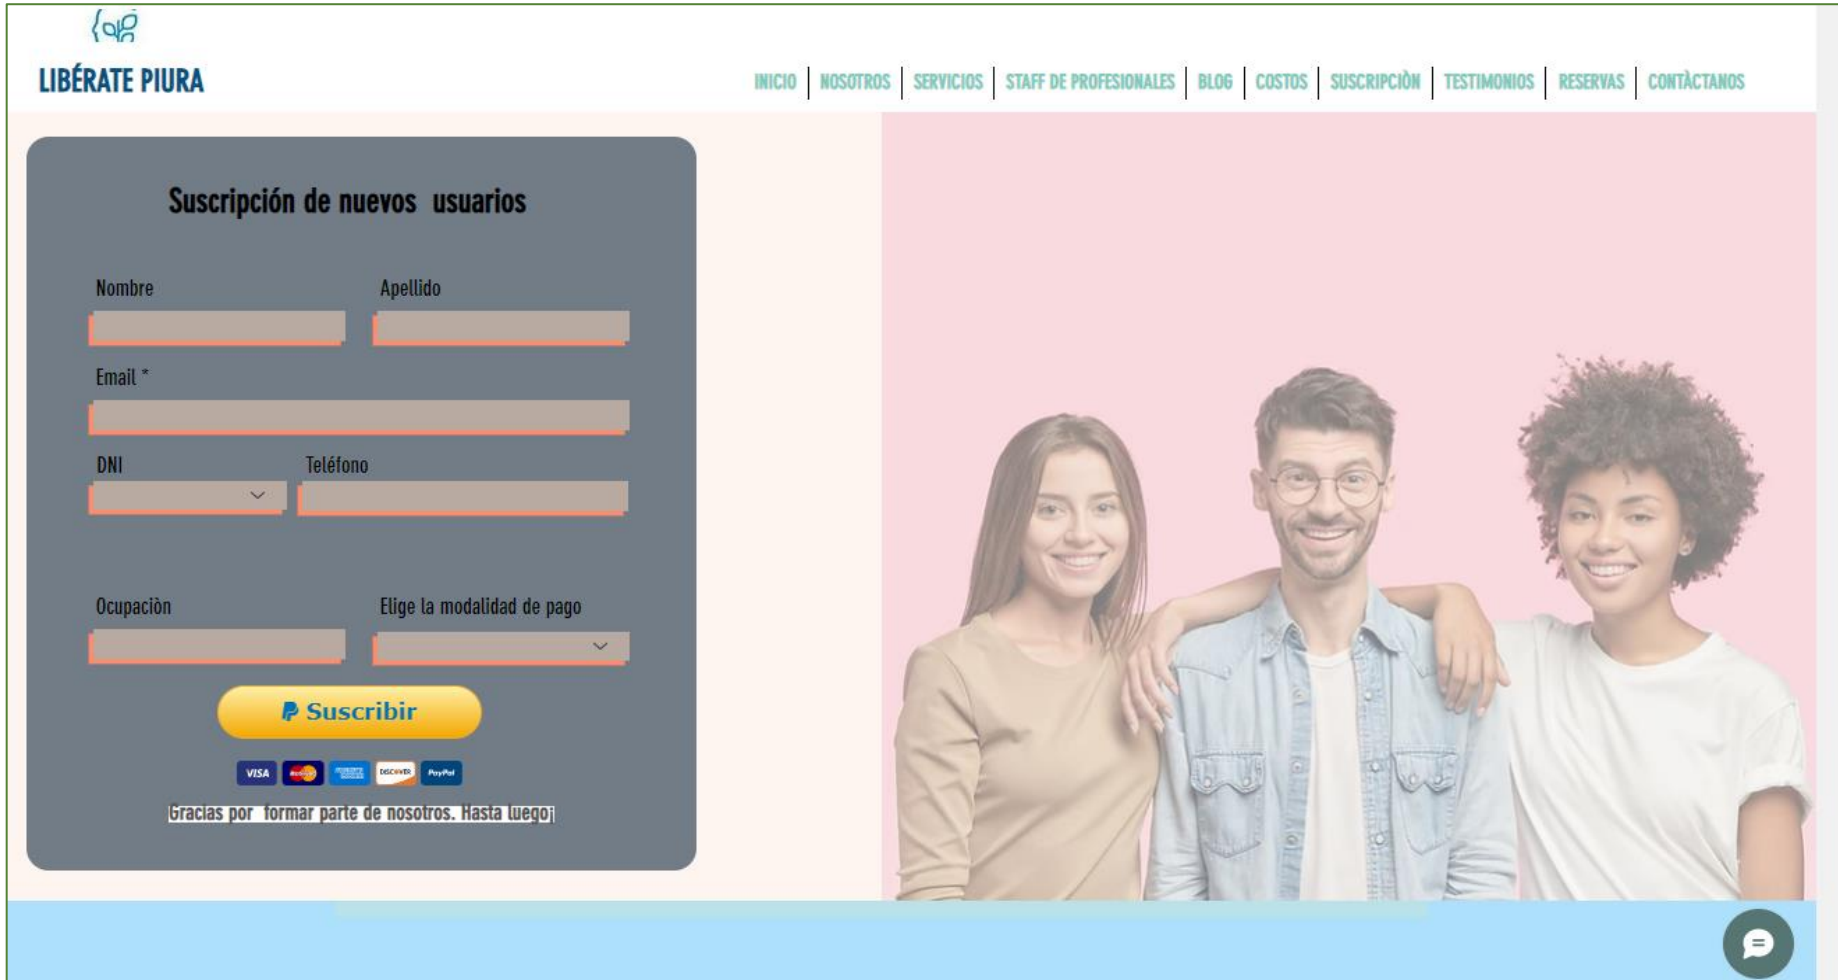 LIBÉRATE PIURA
INICIO NOSOTROS SERVICIOS STAFF DE PROFESIONALES BLOG COSTOS SUSCRIPCIÒN TESTIMONIOS RESERVAS CONTÀCTANOS
Suscripción de nuevos usuarios
Nombre Apellido
Email *
DNI Teléfono
Ocupaciòn Elige la modalidad de pago
Suscribir
VISA DISCOVER PayPal
Gracias por formar parte de nosotros. Hasta luego¡